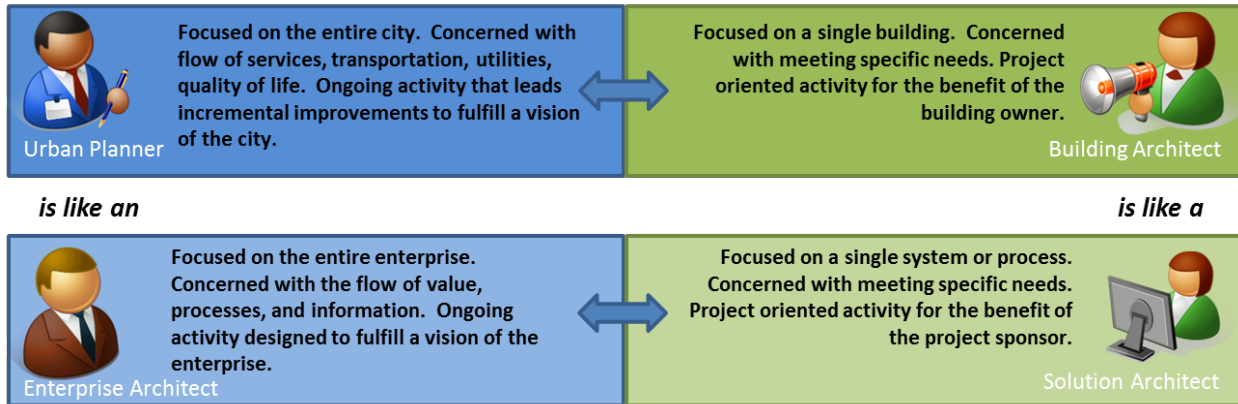 Focused on the entire city.  Concerned with
flow of services, transportation, utilities,
quality of life.  Ongoing activity that leads
incremental improvements to fulfill a vision
of the city.
Urban Planner
Focused on a single building.  Concerned
with meeting specific needs. Project
oriented activity for the benefit of the
building owner.
Building Architect
is like an
is like a
Focused on the entire enterprise.
Concerned with the flow of value,
processes, and information.  Ongoing
activity designed to fulfill a vision of the
enterprise.
Enterprise Architect
Focused on a single system or process.
Concerned with meeting specific needs.
Project oriented activity for the benefit of
the project sponsor.
Solution Architect